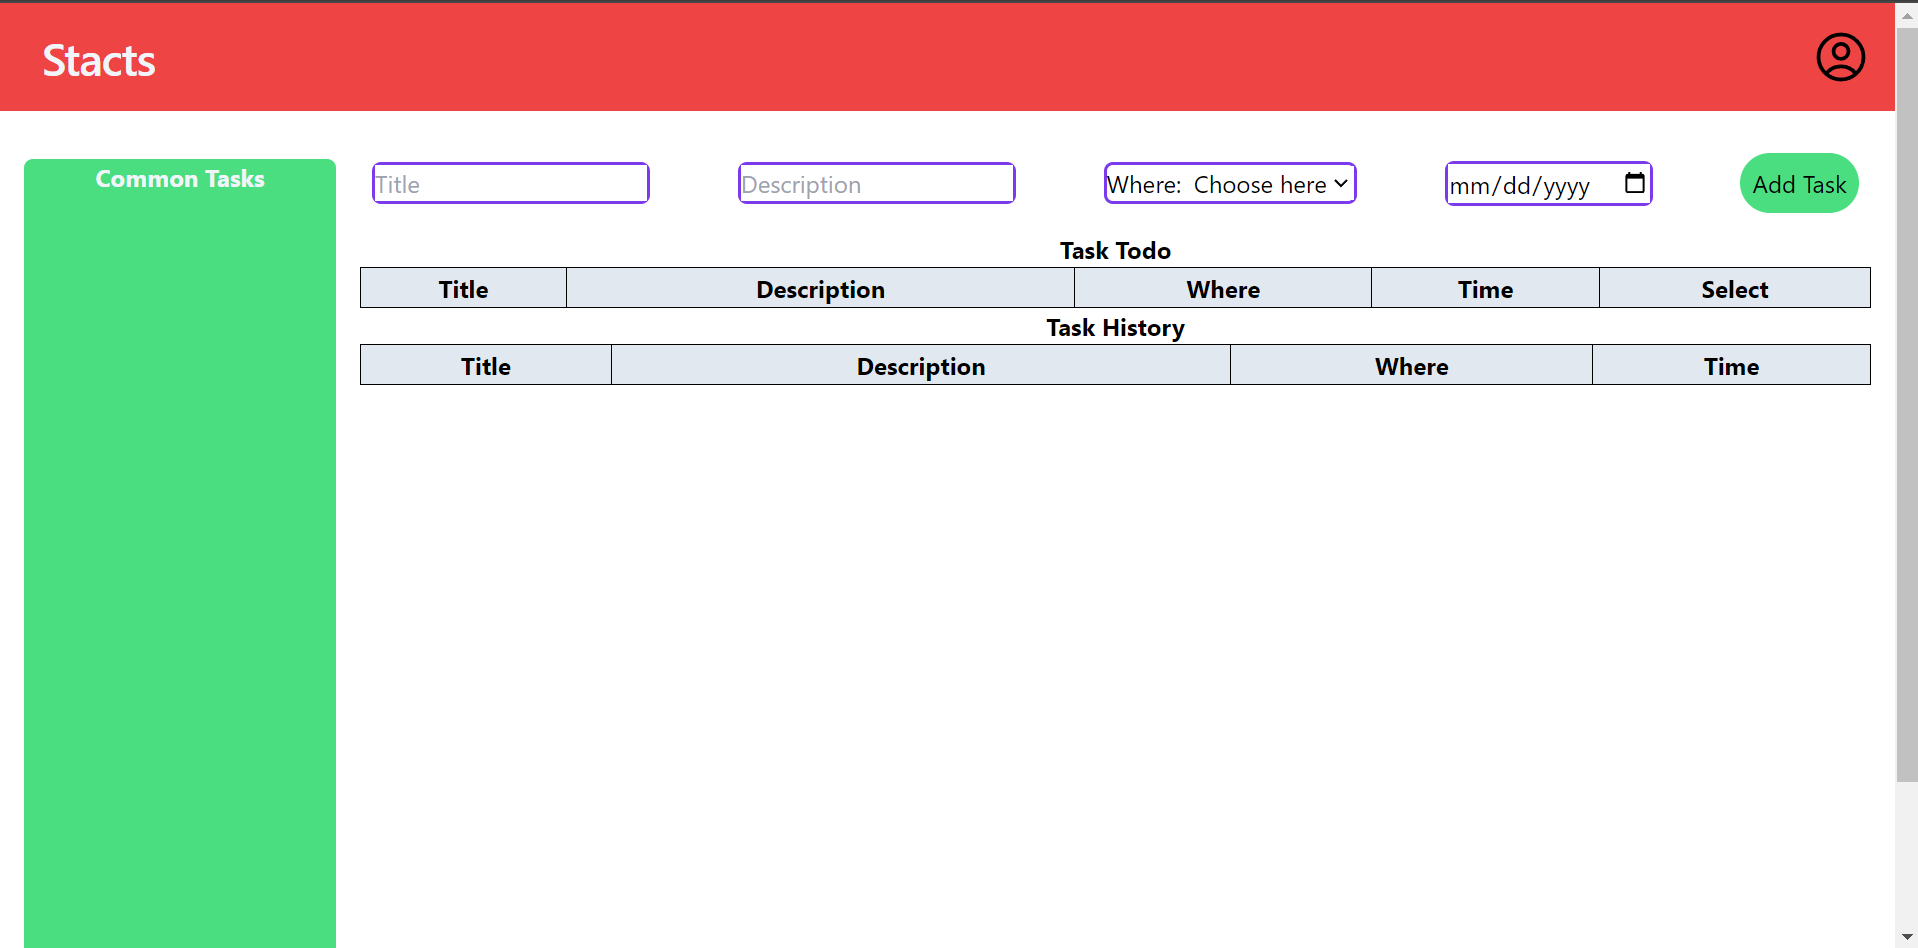 Stacts
Common Tasks
Title
Description
Where: Choose here
mm/dd/yyyy
Add Task
Task Todo
Title Description Where Time Select
Task History
Title Description Where Time